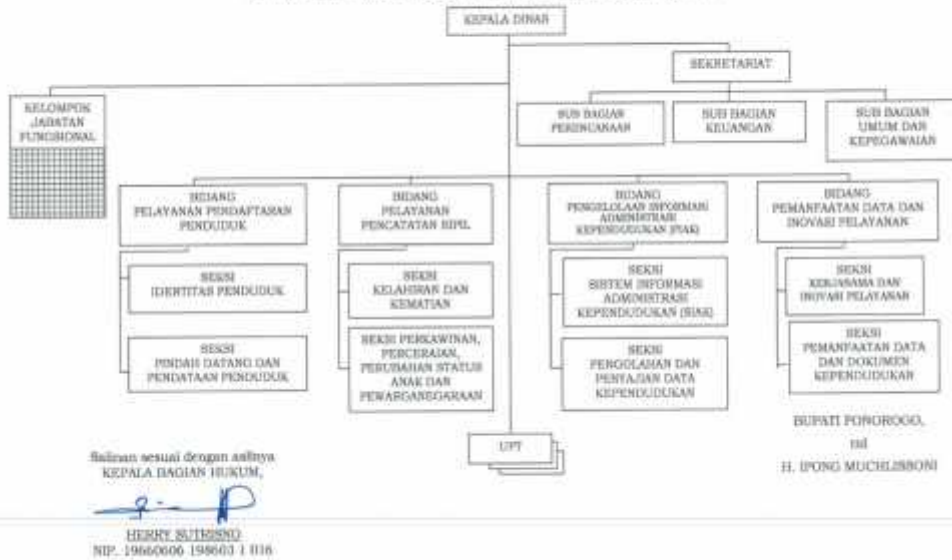 KEPALA DINAS
SEKRETARIAT
KELOMPOK
JABATAN
FUNGSIONAL
SUB BAGIAN
PERENCANAAN
SUB BAGIAN
KEUANGAN
SUB BAGIAN
UMUM DAN
KEPEGAWAIAN
BIDANG
PELAYANAN PENDAFTARAN
PENDUDUK
BIDANG
PELAYANAN
PENCATATAN SIPIL
BIDANG
PENGELOLAAN INFORMASI
ADMINISTRASI
KEPENDUDUKAN (PIAK)
BIDANG
PEMANFAATAN DATA DAN
INOVASI PELAYANAN
SEKSI
IDENTITAS PENDUDUK
SEKSI
KELAHIRAN DAN
KEMATIAN
SEKSI
SISTEM INFORMASI
ADMINISTRASI
KEPENDUDUKAN (SIAK)
SEKSI
KERJASAMA DAN
INOVASI PELAYANAN
SEKSI
PINDAH DATANG DAN
PENDATAAN PENDUDUK
SEKSI PERKAWINAN,
PERCERAIAN,
PERUBAHAN STATUS
ANAK DAN
PEWARGANEGARAAN
SEKSI
PENGOLAHAN DAN
PENYAJIAN DATA
KEPENDUDUKAN
SEKSI
PEMANFAATAN DATA
DAN DOKUMEN
KEPENDUDUKAN
UPT
BUPATI PONOROGO,
ttd
H. IPONG MUCHLISSONI
Salinan sesuai dengan aslinya
KEPALA BAGIAN HUKUM,
HERRY SUTRISNO
NIP. 19660606 198603 1 016